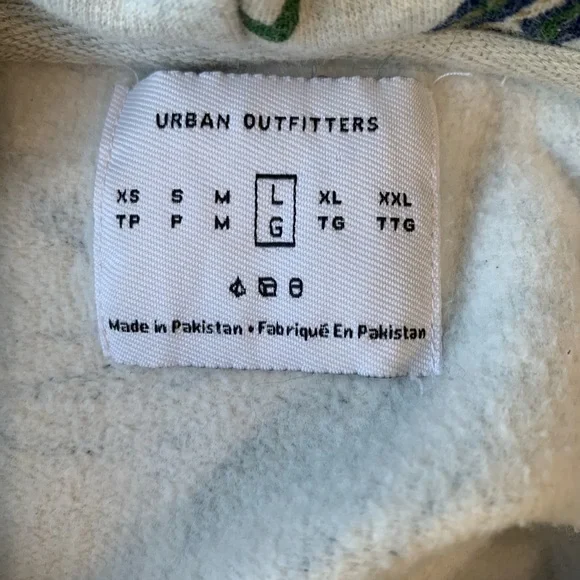 URBAN OUTFITTERS
XS S M L XL XXL
TP P M G TG TTG
Made in Pakistan • Fabriqué En Pakistan